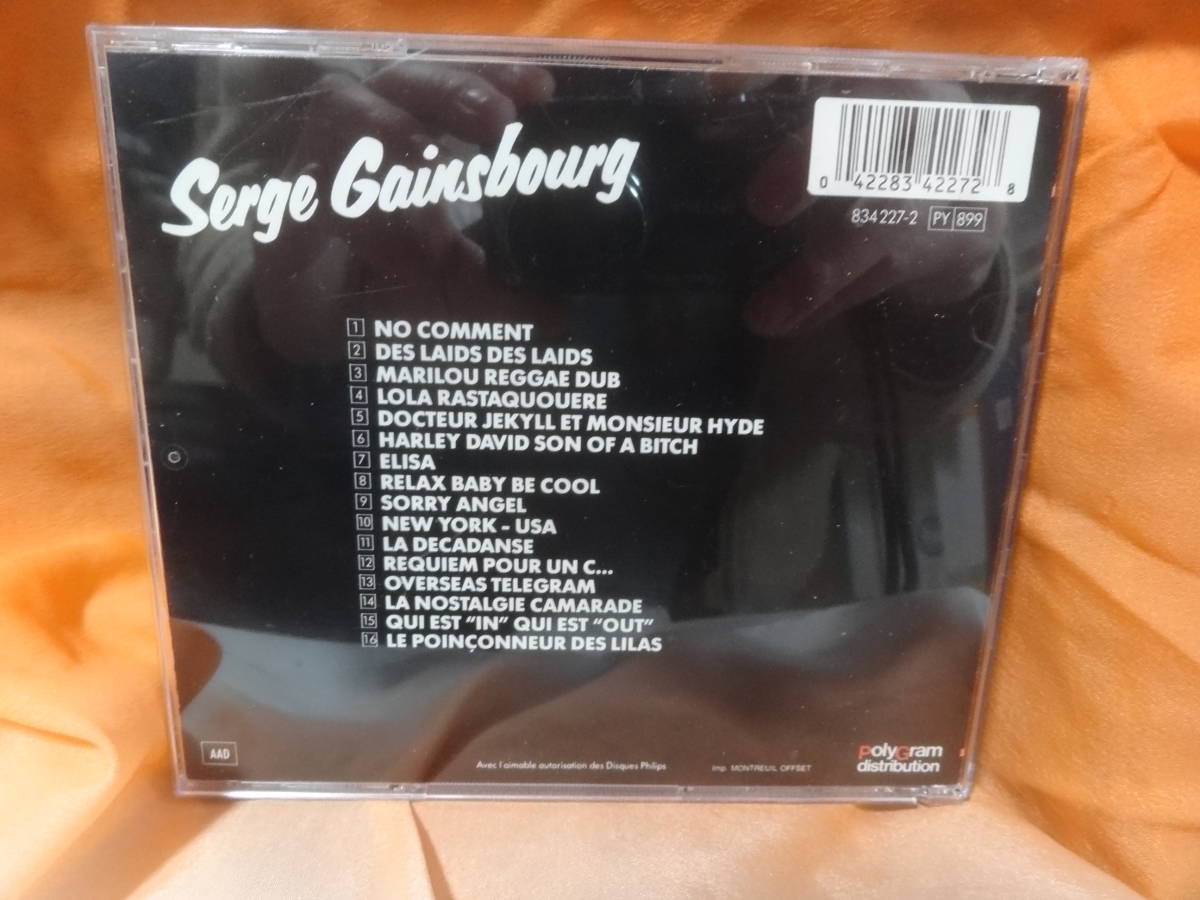 Serge Gainsbourg
0 42283 42272 8
834 227-2 PY 899
1 NO COMMENT
2 DES LAIDS DES LAIDS
3 MARILOU REGGAE DUB
4 LOLA RASTAQUOUERE
5 DOCTEUR JEKYLL ET MONSIEUR HYDE
6 HARLEY DAVID SON OF A BITCH
7 ELISA
8 RELAX BABY BE COOL
9 SORRY ANGEL
10 NEW YORK - USA
11 LA DECADANSE
12 REQUIEM POUR UN C...
13 OVERSEAS TELEGRAM
14 LA NOSTALGIE CAMARADE
15 QUI EST "IN" QUI EST "OUT"
16 LE POINÇONNEUR DES LILAS
AAD
Avec l'aimable autorisation des Disques Philips
Imp. MONTREUIL OFFSET
PolyGram
distribution